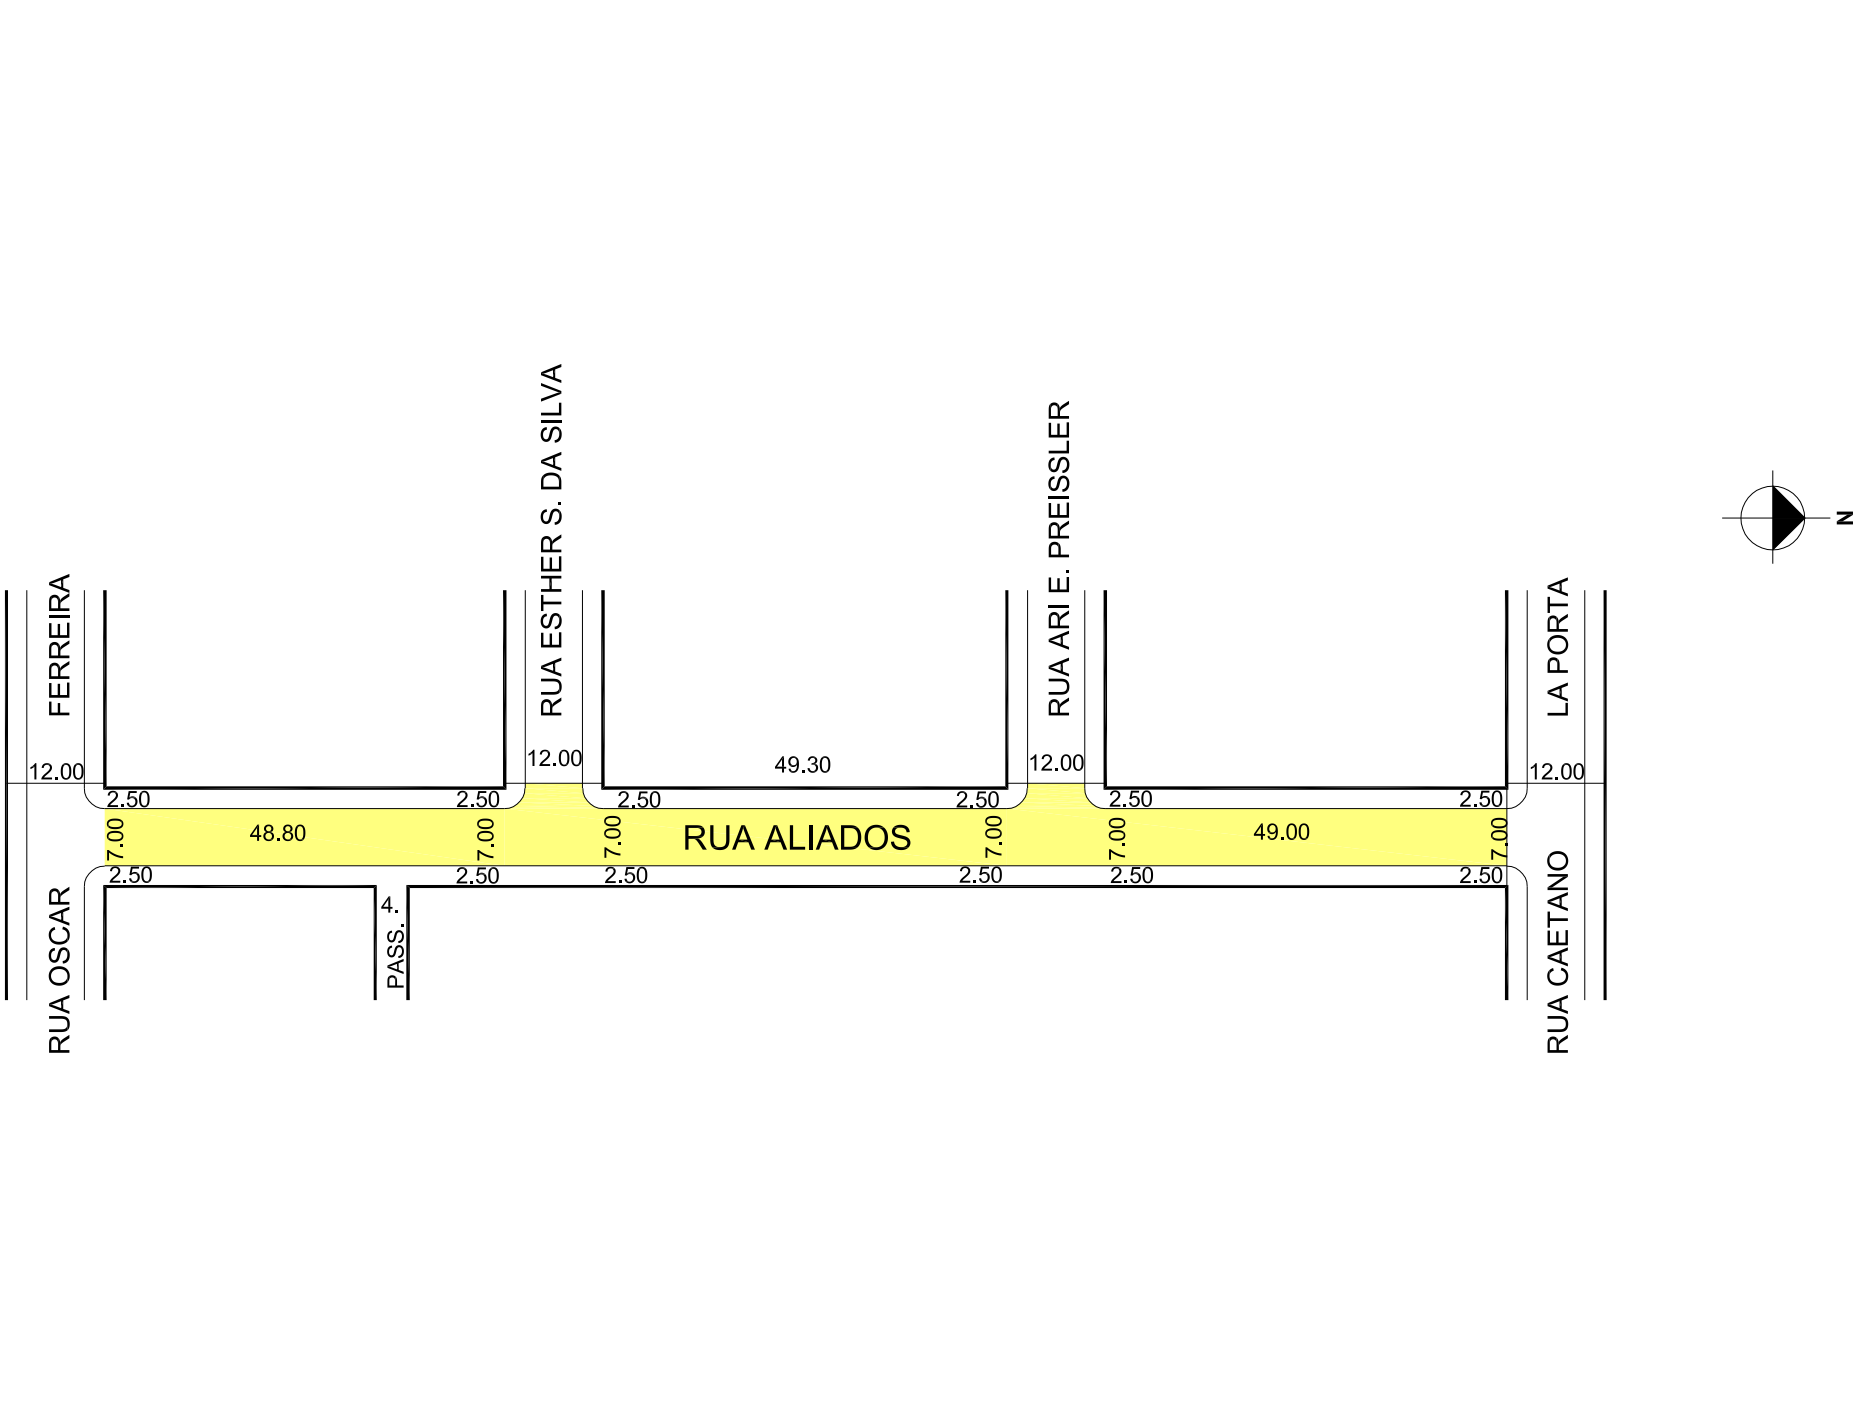 RUA ESTHER S. DA SILVA
RUA ARI E. PREISSLER
N
FERREIRA
LA PORTA
12.00
12.00
49.30
12.00
12.00
2.50
2.50
2.50
2.50
2.50
2.50
7.00
48.80
7.00
7.00
RUA ALIADOS
7.00
7.00
49.00
7.00
2.50
2.50
2.50
2.50
2.50
2.50
RUA OSCAR
4.
PASS.
RUA CAETANO